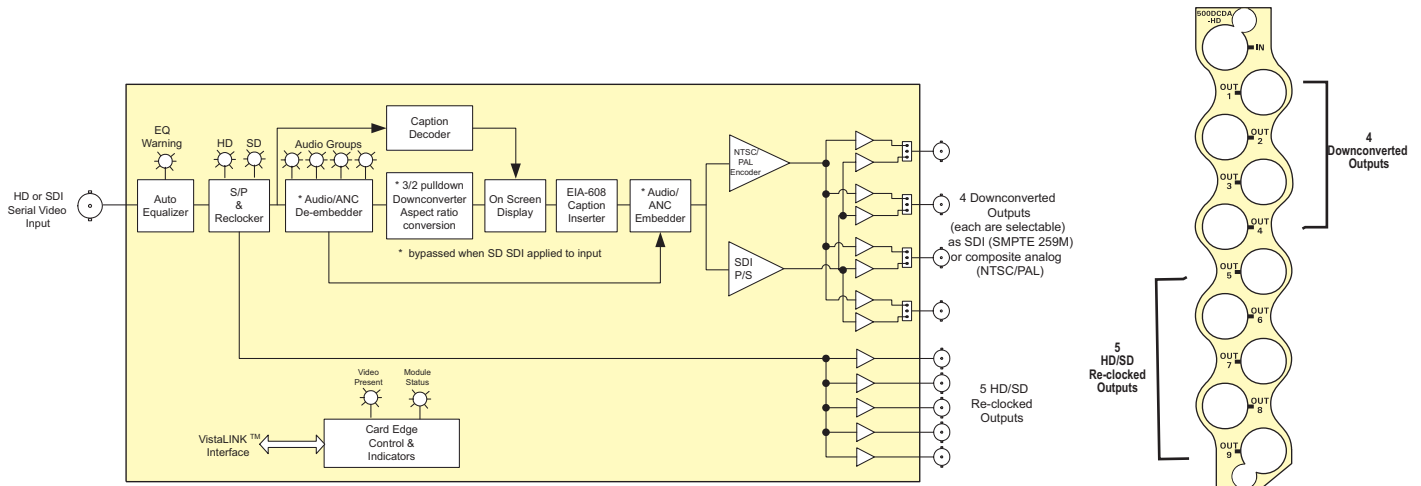 HD or SDI
Serial Video
Input
EQ
Warning
Auto
Equalizer
HD
SD
S/P
&
Reclocker
Audio Groups
* Audio/ANC
De-embedder
Caption
Decoder
* 3/2 pulldown
Downconverter
Aspect ratio
conversion
On Screen
Display
EIA-608
Caption
Inserter
* Audio/
ANC
Embedder
* bypassed when SD SDI applied to input
NTSC/
PAL
Encoder
SDI
P/S
4 Downconverted
Outputs
(each are selectable)
as SDI (SMPTE 259M)
or composite analog
(NTSC/PAL)
5 HD/SD
Re-clocked
Outputs
Video
Present
Module
Status
VistaLINK ™
Interface
Card Edge
Control &
Indicators
500DCDA
-HD
IN
OUT
1
OUT
2
OUT
3
OUT
4
OUT
5
OUT
6
OUT
7
OUT
8
OUT
9
4
Downconverted
Outputs
5
HD/SD
Re-clocked
Outputs